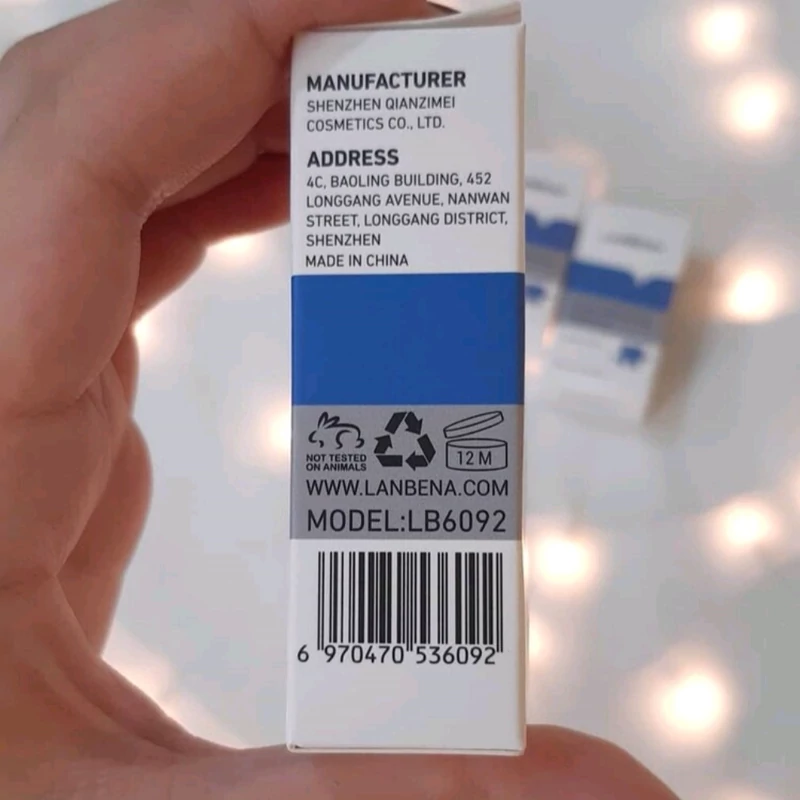 MANUFACTURER
SHENZHEN QIANZIMEI
COSMETICS CO., LTD.
ADDRESS
4C, BAOLING BUILDING, 452
LONGGANG AVENUE, NANWAN
STREET, LONGGANG DISTRICT,
SHENZHEN
MADE IN CHINA
NOT TESTED
ON ANIMALS
12 M
WWW.LANBENA.COM
MODEL:LB6092
6 970470 536092